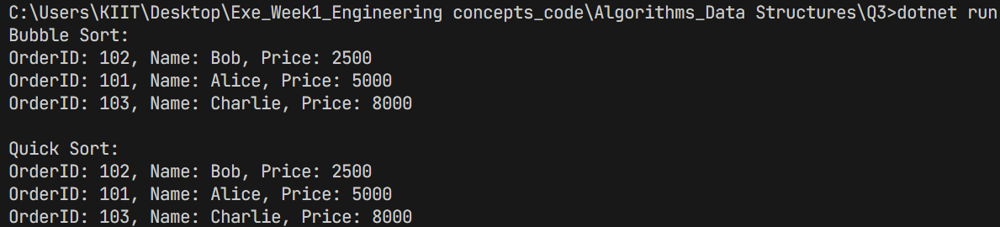 C:\Users\KIIT\Desktop\Exe_Week1_Engineering concepts_code\Algorithms_Data Structures\Q3>dotnet run
Bubble Sort:
OrderID: 102, Name: Bob, Price: 2500
OrderID: 101, Name: Alice, Price: 5000
OrderID: 103, Name: Charlie, Price: 8000

Quick Sort:
OrderID: 102, Name: Bob, Price: 2500
OrderID: 101, Name: Alice, Price: 5000
OrderID: 103, Name: Charlie, Price: 8000